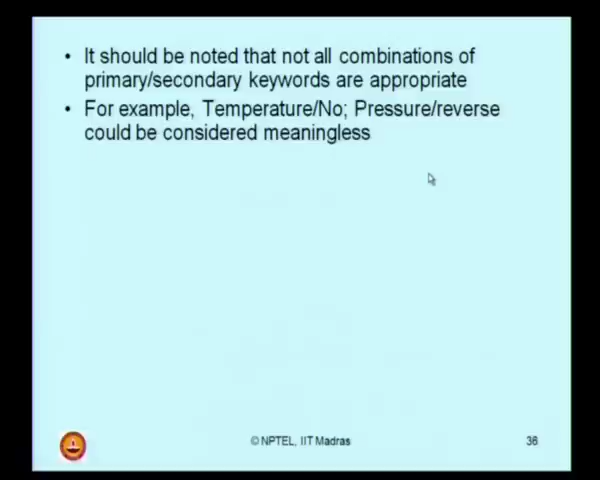 • It should be noted that not all combinations of
primary/secondary keywords are appropriate
• For example, Temperature/No; Pressure/reverse
could be considered meaningless
© NPTEL, IIT Madras
36